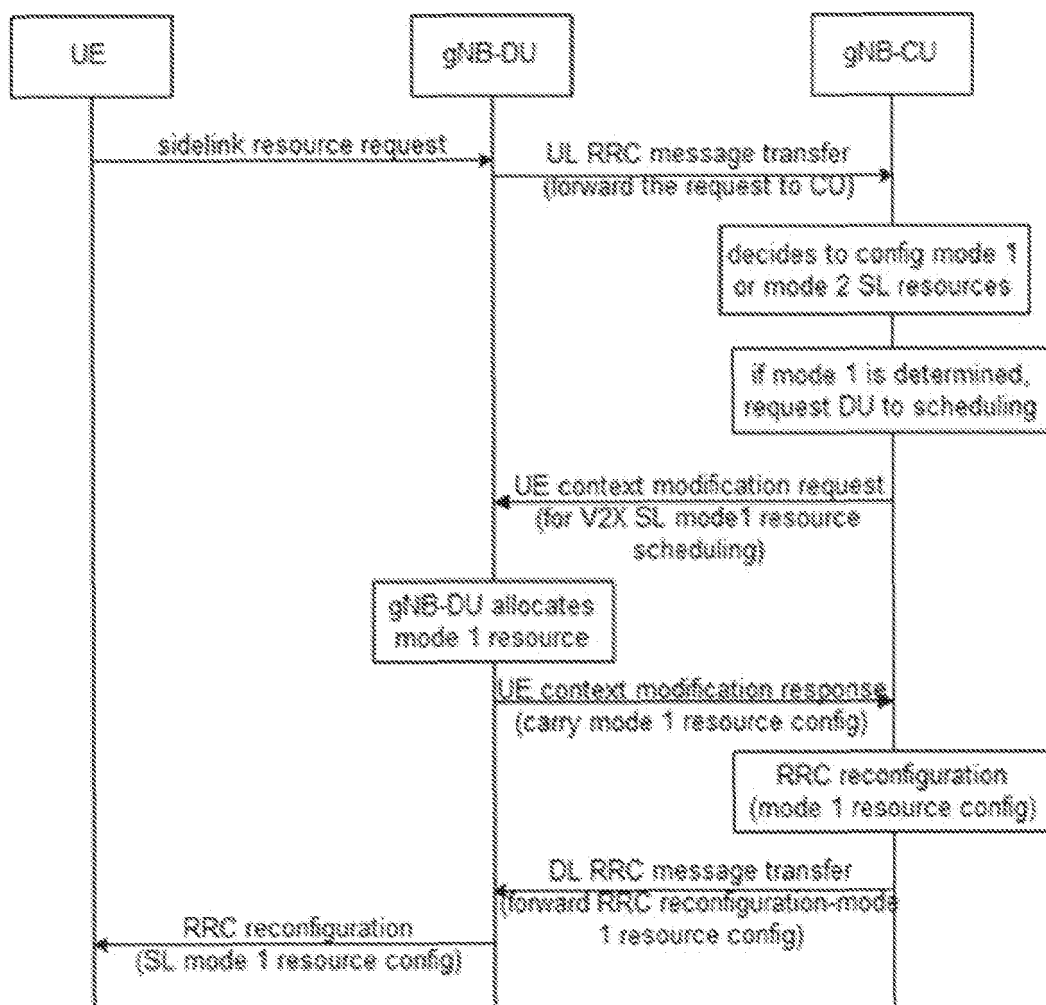 UE
gNB-DU
gNB-CU
sidelink resource request
UL RRC message transfer
(forward the request to CU)
decides to config mode 1
or mode 2 SL resources
if mode 1 is determined,
request DU to scheduling
UE context modification request
(for V2X SL mode1 resource
scheduling)
gNB-DU allocates
mode 1 resource
UE context modification response
(carry mode 1 resource config)
RRC reconfiguration
(mode 1 resource config)
DL RRC message transfer
(forward RRC reconfiguration-mode
1 resource config)
RRC reconfiguration
(SL mode 1 resource config)